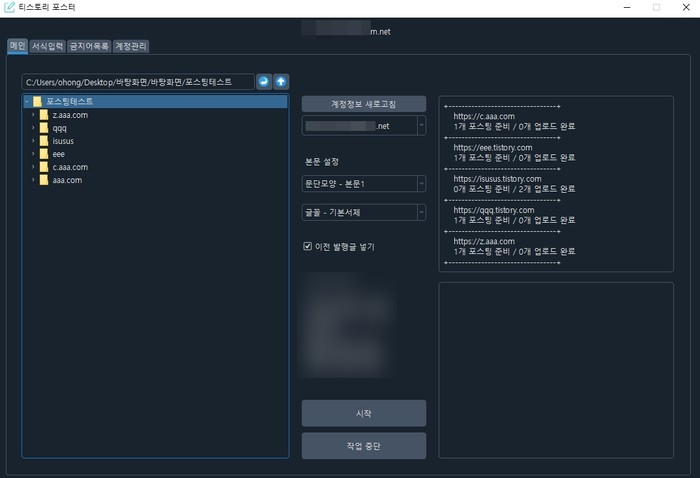 티스토리 포스터
m.net
메인 서식입력 금지어목록 계정관리
C:/Users/ohong/Desktop/바탕화면/바탕화면/포스팅테스트
포스팅테스트
z.aaa.com
qqq
isusus
eee
c.aaa.com
aaa.com
계정정보 새로고침
.net
본문 설정
문단모양 - 본문1
글꼴 - 기본서체
이전 발행글 넣기
시작
작업 중단
+--------------------------------+
https://c.aaa.com
1개 포스팅 준비 / 0개 업로드 완료
+--------------------------------+
https://eee.tistory.com
1개 포스팅 준비 / 0개 업로드 완료
+--------------------------------+
https://isusus.tistory.com
0개 포스팅 준비 / 2개 업로드 완료
+--------------------------------+
https://qqq.tistory.com
1개 포스팅 준비 / 0개 업로드 완료
+--------------------------------+
https://z.aaa.com
1개 포스팅 준비 / 0개 업로드 완료
+--------------------------------+